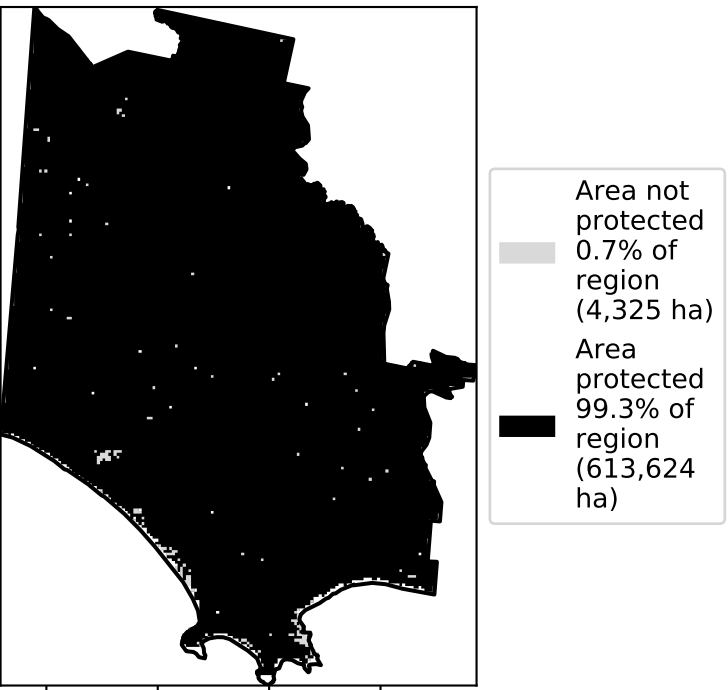 Area not
protected
0.7% of
region
(4,325 ha)
Area
protected
99.3% of
region
(613,624
ha)